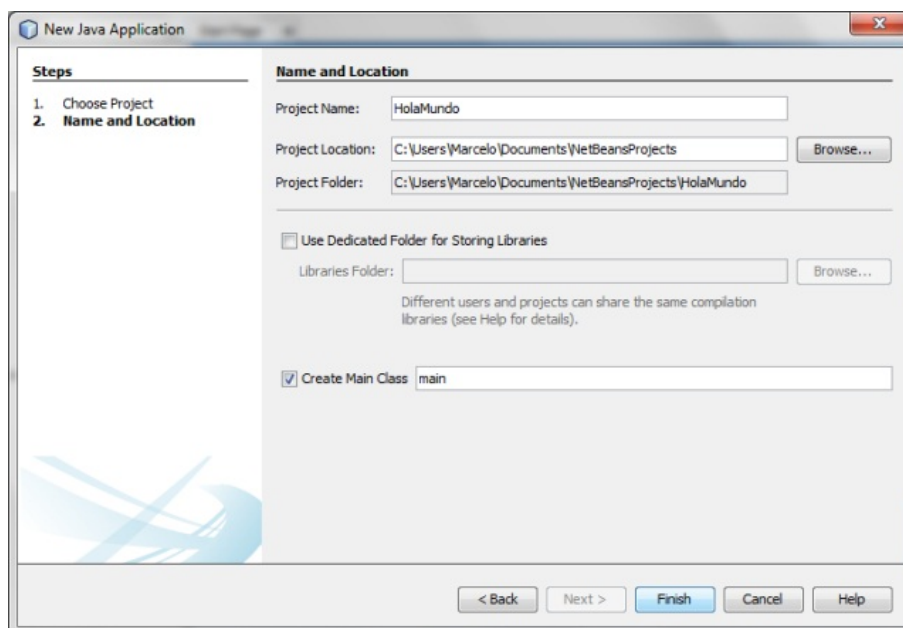 New Java Application
Steps
1. Choose Project
2. Name and Location
Name and Location
Project Name: HolaMundo
Project Location: C:\Users\Marcelo\Documents\NetBeansProjects Browse...
Project Folder: C:\Users\Marcelo\Documents\NetBeansProjects\HolaMundo
Use Dedicated Folder for Storing Libraries
Libraries Folder: Browse...
Different users and projects can share the same compilation
libraries (see Help for details).
Create Main Class main
< Back Next > Finish Cancel Help